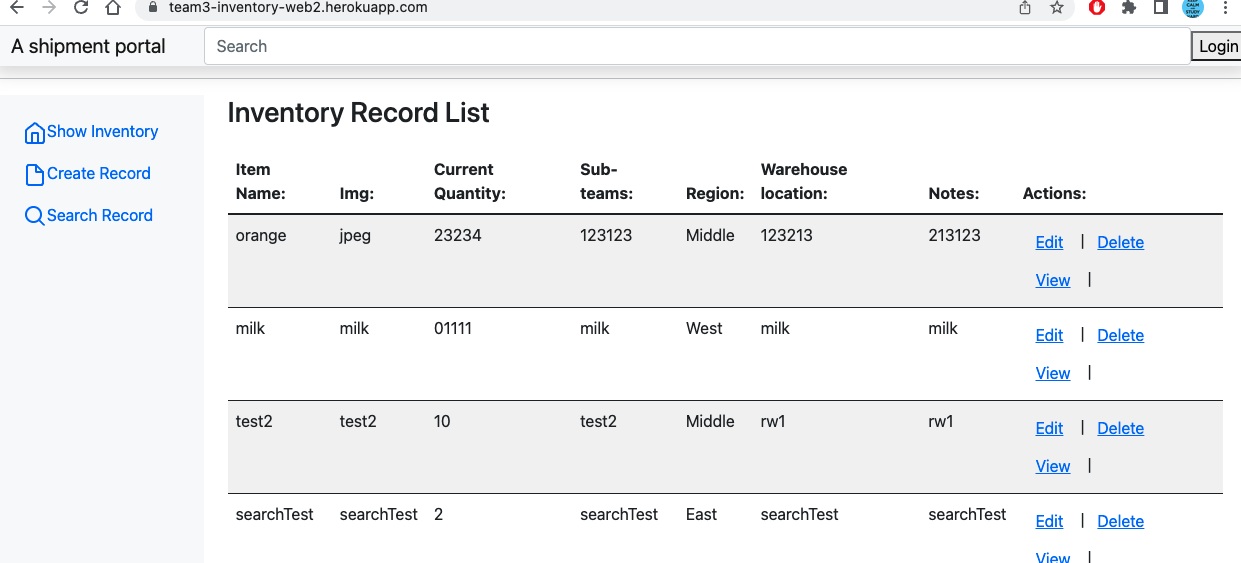 team3-inventory-web2.herokuapp.com
A shipment portal Search Login
Show Inventory
Create Record
Search Record
Inventory Record List
Item Name: Img: Current Quantity: Sub-teams: Region: Warehouse location: Notes: Actions:
orange jpeg 23234 123123 Middle 123213 213123 Edit | Delete
View |
milk milk 01111 milk West milk milk Edit | Delete
View |
test2 test2 10 test2 Middle rw1 rw1 Edit | Delete
View |
searchTest searchTest 2 searchTest East searchTest searchTest Edit | Delete
View |